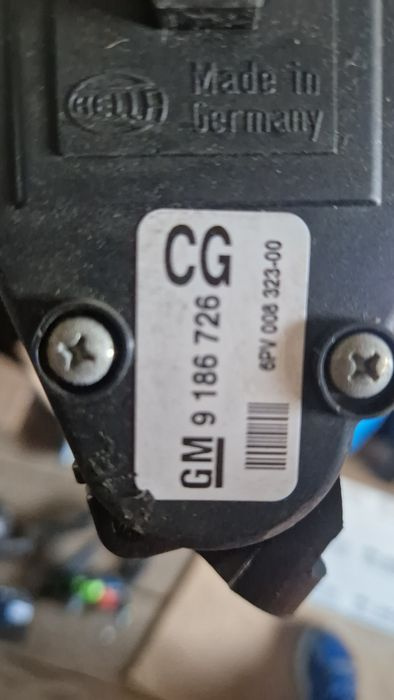 HELLA
Made in
Germany
CG
GM 9 186 726
6PV 008 323-00